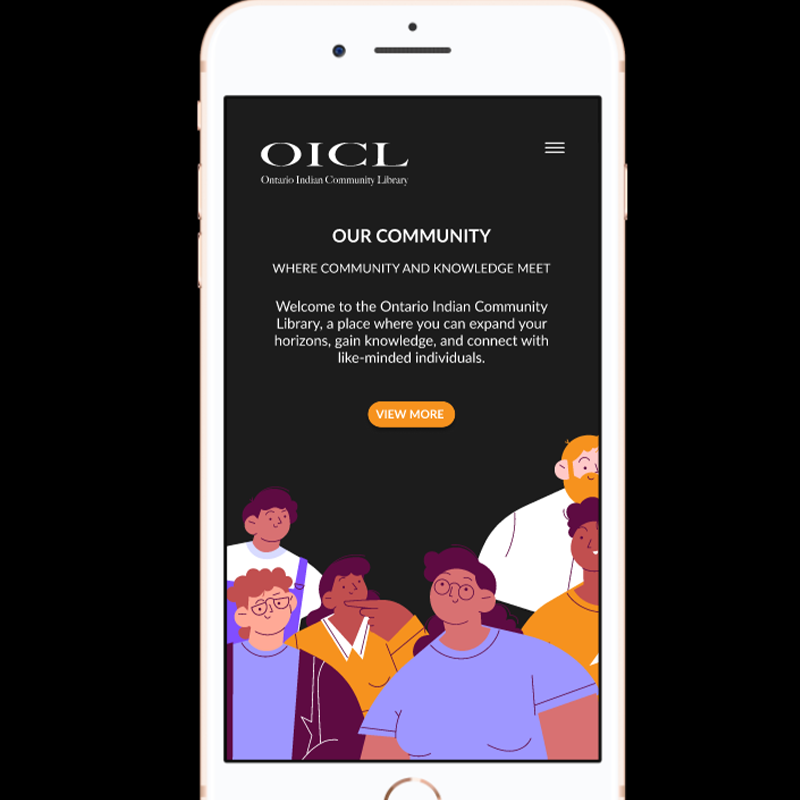 OICL
Ontario Indian Community Library
OUR COMMUNITY
WHERE COMMUNITY AND KNOWLEDGE MEET
Welcome to the Ontario Indian Community
Library, a place where you can expand your
horizons, gain knowledge, and connect with
like-minded individuals.
VIEW MORE